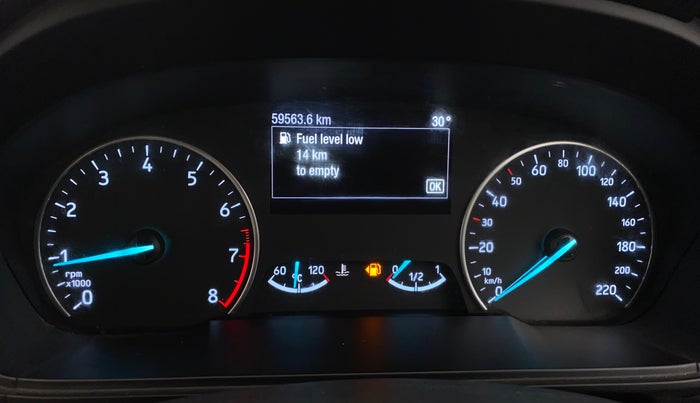 59563.6 km 30°
Fuel level low
14 km
to empty
OK
0 1 2 3 4 5 6 7 8
rpm
x1000
60 °C 120
0 1/2 1
0 10 20 30 40 50 60 80 100 120 140 160 180 200 220
km/h